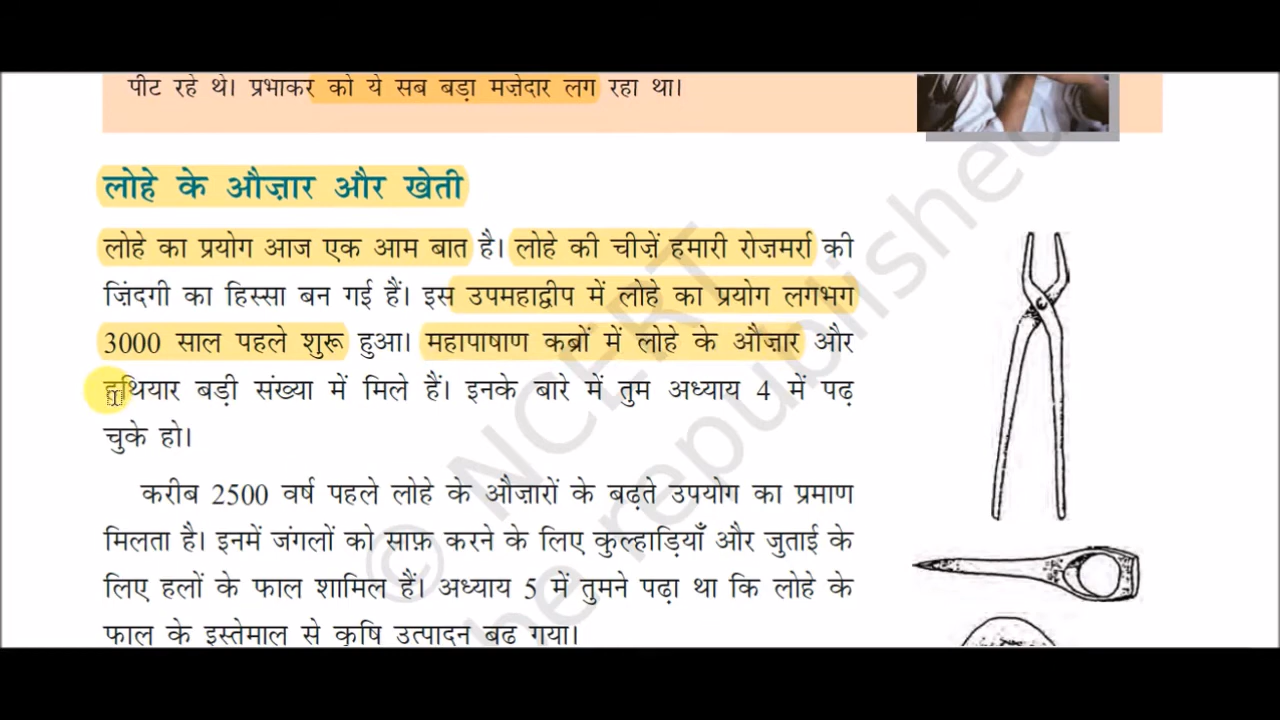 पीट रहे थे। प्रभाकर को ये सब बड़ा मज़ेदार लग रहा था।
लोहे के औज़ार और खेती
लोहे का प्रयोग आज एक आम बात है। लोहे की चीज़ें हमारी रोज़मर्रा की
ज़िंदगी का हिस्सा बन गई हैं। इस उपमहाद्वीप में लोहे का प्रयोग लगभग
3000 साल पहले शुरू हुआ। महापाषाण कब्रों में लोहे के औज़ार और
हथियार बड़ी संख्या में मिले हैं। इनके बारे में तुम अध्याय 4 में पढ़
चुके हो।
करीब 2500 वर्ष पहले लोहे के औज़ारों के बढ़ते उपयोग का प्रमाण
मिलता है। इनमें जंगलों को साफ़ करने के लिए कुल्हाड़ियाँ और जुताई के
लिए हलों के फाल शामिल हैं। अध्याय 5 में तुमने पढ़ा था कि लोहे के
फाल के इस्तेमाल से कृषि उत्पादन बढ़ गया।
© NCERT
be republished